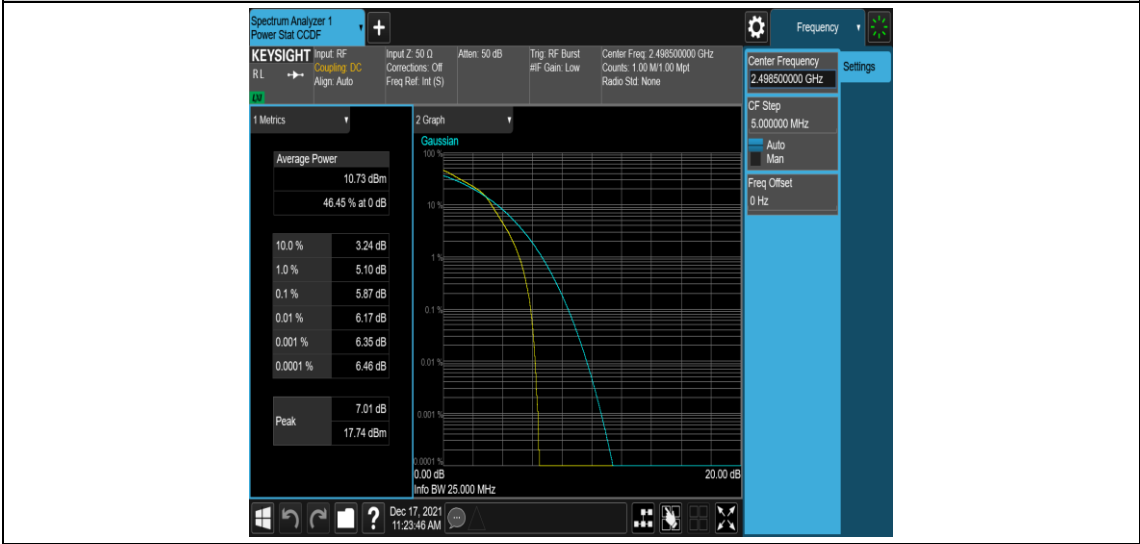 Spectrum Analyzer 1
Power Stat CCDF
+
Frequency
KEYSIGHT
RL
LXI
Input: RF
Coupling: DC
Align: Auto
Input Z: 50 Ω
Corrections: Off
Freq Ref: Int (S)
Atten: 50 dB
Trig: RF Burst
#IF Gain: Low
Center Freq: 2.498500000 GHz
Counts: 1.00 M/1.00 Mpt
Radio Std: None
Center Frequency
2.498500000 GHz
Settings
CF Step
5.000000 MHz
Auto
Man
Freq Offset
0 Hz
1 Metrics
Average Power
10.73 dBm
46.45 % at 0 dB
10.0 % 3.24 dB
1.0 % 5.10 dB
0.1 % 5.87 dB
0.01 % 6.17 dB
0.001 % 6.35 dB
0.0001 % 6.46 dB
Peak
7.01 dB
17.74 dBm
2 Graph
Gaussian
100 %
10 %
1 %
0.1 %
0.01 %
0.001 %
0.0001 %
0.00 dB 20.00 dB
Info BW 25.000 MHz
?
Dec 17, 2021
11:23:46 AM